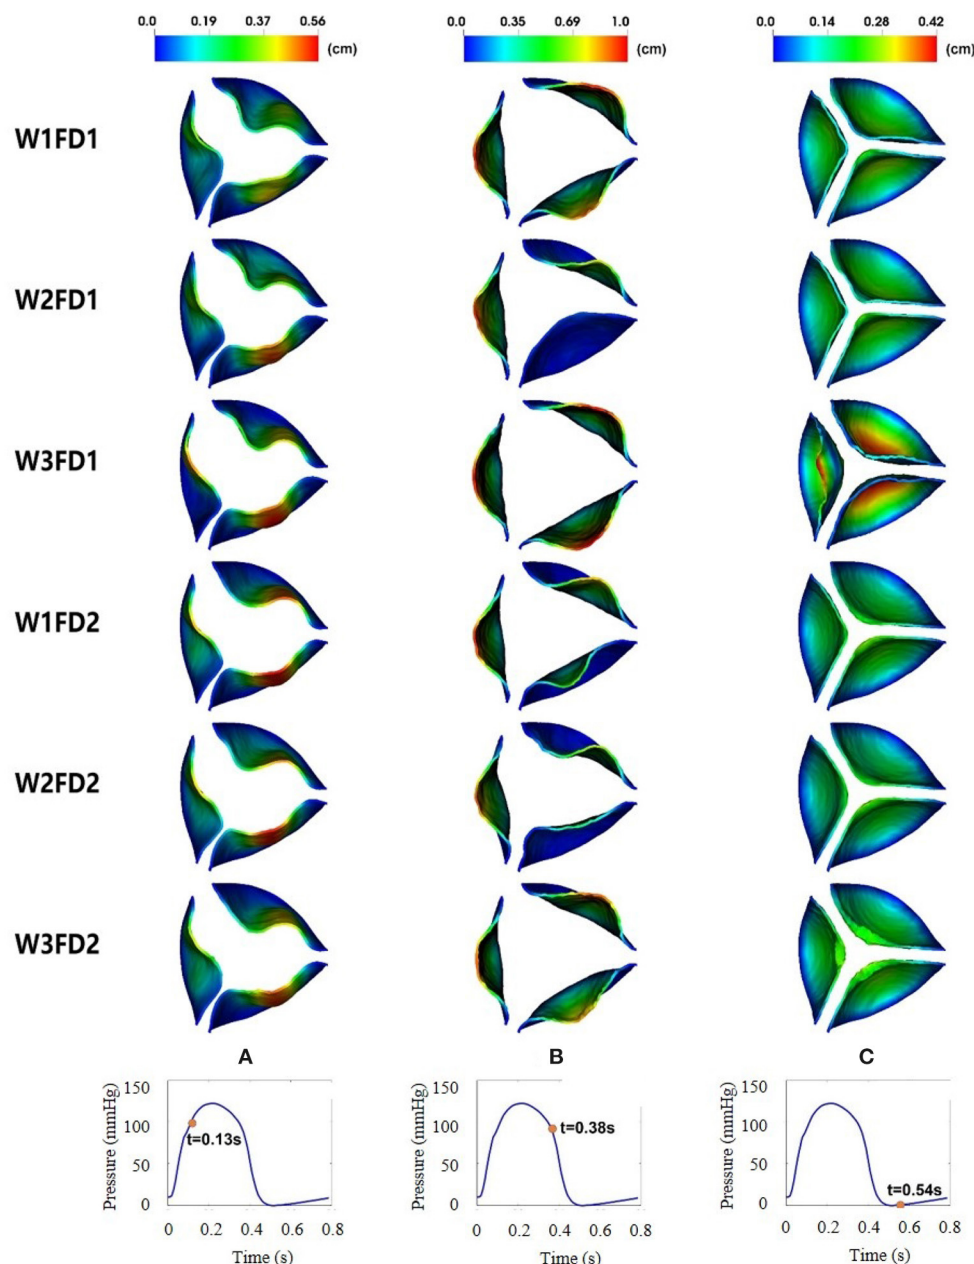 0.0 0.19 0.37 0.56 (cm)
0.0 0.35 0.69 1.0 (cm)
0.0 0.14 0.28 0.42 (cm)
W1FD1
W2FD1
W3FD1
W1FD2
W2FD2
W3FD2
A
B
C
Pressure (mmHg)
150
100
50
0
t=0.13s
0 0.2 0.4 0.6 0.8
Time (s)
Pressure (mmHg)
150
100
50
0
t=0.38s
0 0.2 0.4 0.6 0.8
Time (s)
Pressure (mmHg)
150
100
50
0
t=0.54s
0 0.2 0.4 0.6 0.8
Time (s)